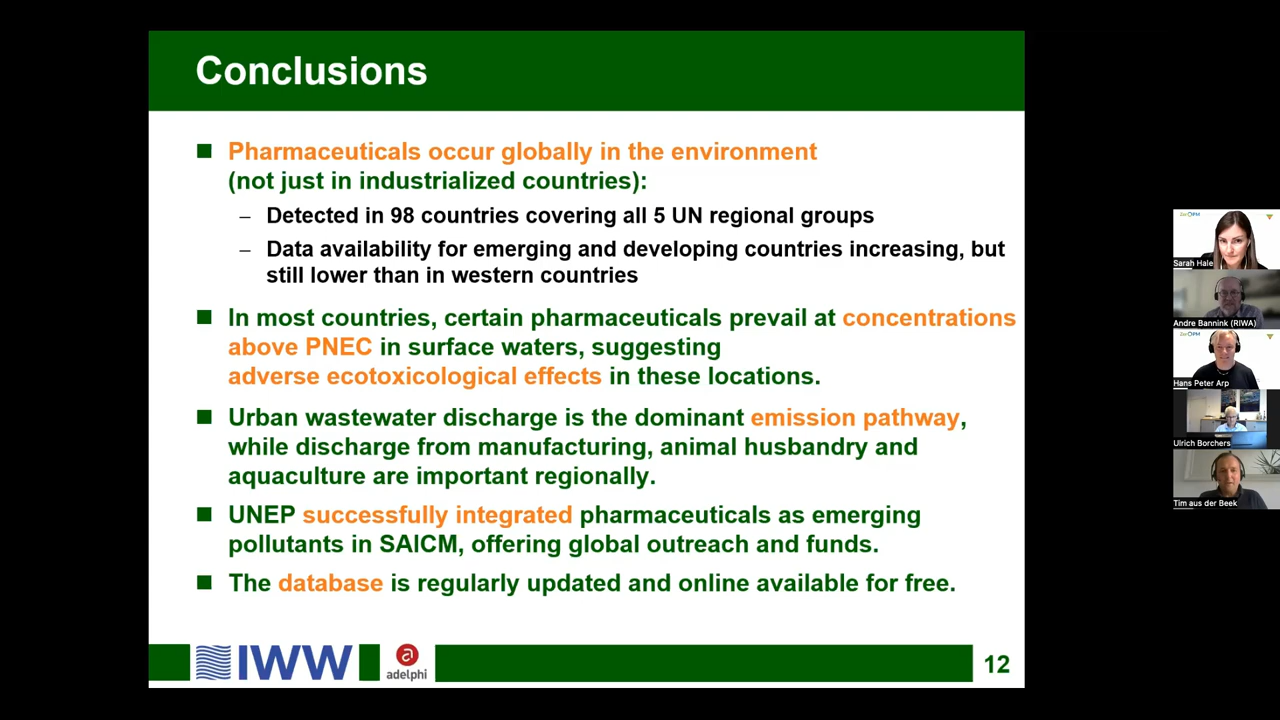 Conclusions
Pharmaceuticals occur globally in the environment
(not just in industrialized countries):
– Detected in 98 countries covering all 5 UN regional groups
– Data availability for emerging and developing countries increasing, but
still lower than in western countries
In most countries, certain pharmaceuticals prevail at concentrations
above PNEC in surface waters, suggesting
adverse ecotoxicological effects in these locations.
Urban wastewater discharge is the dominant emission pathway,
while discharge from manufacturing, animal husbandry and
aquaculture are important regionally.
UNEP successfully integrated pharmaceuticals as emerging
pollutants in SAICM, offering global outreach and funds.
The database is regularly updated and online available for free.
IWW
adelphi
12
Sarah Hale
Andre Bannink (RIWA)
Hans Peter Arp
Ulrich Borchers
Tim aus der Beek